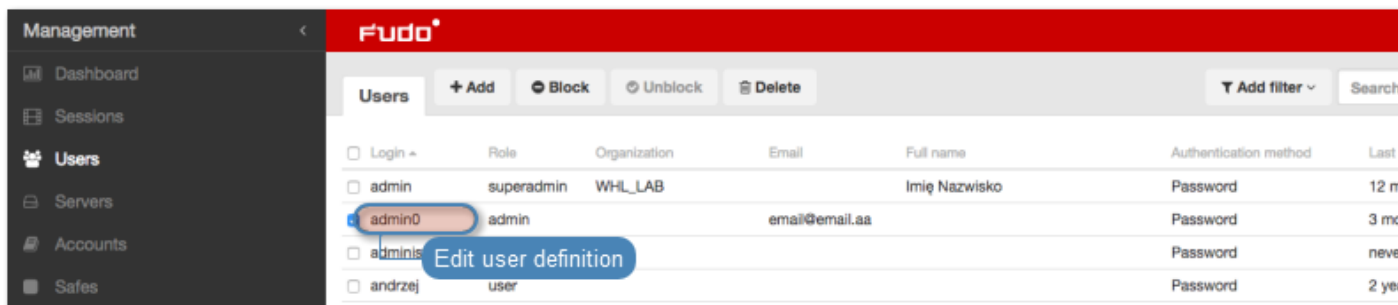 Management
Fudo
Dashboard
Users + Add Block Unblock Delete Add filter Search
Sessions
Login Role Organization Email Full name Authentication method Last
Users
admin superadmin WHL_LAB Imię Nazwisko Password 12 m
Servers
admin0 admin email@email.aa Password 3 mo
Accounts
adminis Edit user definition Password neve
Safes
andrzej user Password 2 ye